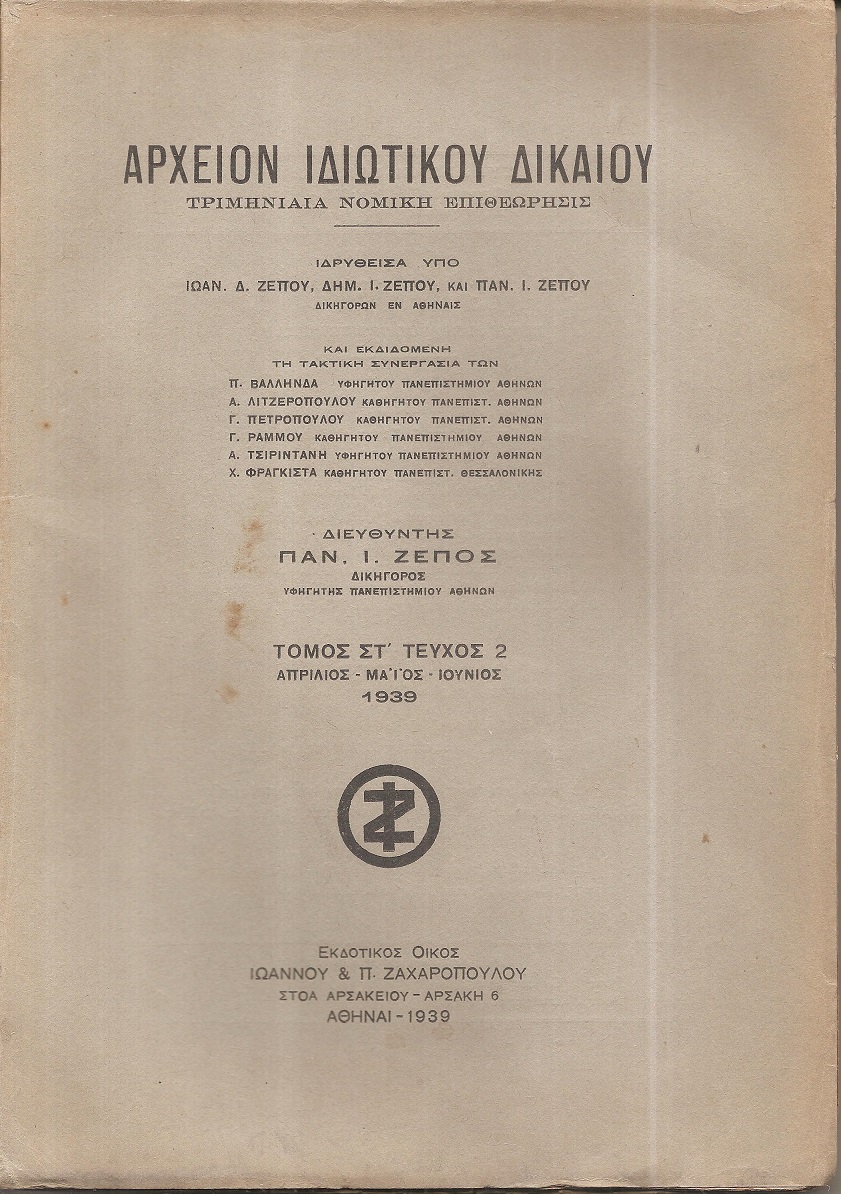 ΑΡΧΕΙΟΝ ΙΔΙΩΤΙΚΟΥ ΔΙΚΑΙΟΥ
ΤΡΙΜΗΝΙΑΙΑ ΝΟΜΙΚΗ ΕΠΙΘΕΩΡΗΣΙΣ
ΙΔΡΥΘΕΙΣΑ ΥΠΟ
ΙΩΑΝ. Δ. ΖΕΠΟΥ, ΔΗΜ. Ι. ΖΕΠΟΥ, ΚΑΙ ΠΑΝ. Ι. ΖΕΠΟΥ
ΔΙΚΗΓΟΡΩΝ ΕΝ ΑΘΗΝΑΙΣ
ΚΑΙ ΕΚΔΙΔΟΜΕΝΗ
ΤΗ ΤΑΚΤΙΚΗ ΣΥΝΕΡΓΑΣΙΑ ΤΩΝ
Π. ΒΑΛΛΗΝΔΑ ΥΦΗΓΗΤΟΥ ΠΑΝΕΠΙΣΤΗΜΙΟΥ ΑΘΗΝΩΝ
Α. ΛΙΤΖΕΡΟΠΟΥΛΟΥ ΚΑΘΗΓΗΤΟΥ ΠΑΝΕΠΙΣΤ. ΑΘΗΝΩΝ
Γ. ΠΕΤΡΟΠΟΥΛΟΥ ΚΑΘΗΓΗΤΟΥ ΠΑΝΕΠΙΣΤ. ΑΘΗΝΩΝ
Γ. ΡΑΜΜΟΥ ΚΑΘΗΓΗΤΟΥ ΠΑΝΕΠΙΣΤΗΜΙΟΥ ΑΘΗΝΩΝ
Α. ΤΣΙΡΙΝΤΑΝΗ ΥΦΗΓΗΤΟΥ ΠΑΝΕΠΙΣΤΗΜΙΟΥ ΑΘΗΝΩΝ
Χ. ΦΡΑΓΚΙΣΤΑ ΚΑΘΗΓΗΤΟΥ ΠΑΝΕΠΙΣΤ. ΘΕΣΣΑΛΟΝΙΚΗΣ
ΔΙΕΥΘΥΝΤΗΣ
ΠΑΝ. Ι. ΖΕΠΟΣ
ΔΙΚΗΓΟΡΟΣ
ΥΦΗΓΗΤΗΣ ΠΑΝΕΠΙΣΤΗΜΙΟΥ ΑΘΗΝΩΝ
ΤΟΜΟΣ ΣΤ' ΤΕΥΧΟΣ 2
ΑΠΡΙΛΙΟΣ - ΜΑΪΟΣ - ΙΟΥΝΙΟΣ
1939
ΕΚΔΟΤΙΚΟΣ ΟΙΚΟΣ
ΙΩΑΝΝΟΥ & Π. ΖΑΧΑΡΟΠΟΥΛΟΥ
ΣΤΟΑ ΑΡΣΑΚΕΙΟΥ - ΑΡΣΑΚΗ 6
ΑΘΗΝΑΙ - 1939